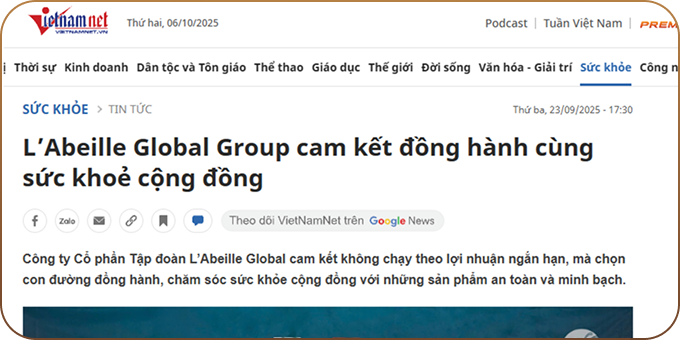 Vietnamnet
VIETNAMNET.VN
Thứ hai, 06/10/2025
Podcast | Tuần Việt Nam | PREM
ị Thời sự Kinh doanh Dân tộc và Tôn giáo Thể thao Giáo dục Thế giới Đời sống Văn hóa - Giải trí Sức khỏe Công n
SỨC KHỎE > TIN TỨC
Thứ ba, 23/09/2025 - 17:30
L’Abeille Global Group cam kết đồng hành cùng
sức khoẻ cộng đồng
Zalo
Theo dõi VietNamNet trên Google News
Công ty Cổ phần Tập đoàn L’Abeille Global cam kết không chạy theo lợi nhuận ngắn hạn, mà chọn
con đường đồng hành, chăm sóc sức khỏe cộng đồng với những sản phẩm an toàn và minh bạch.